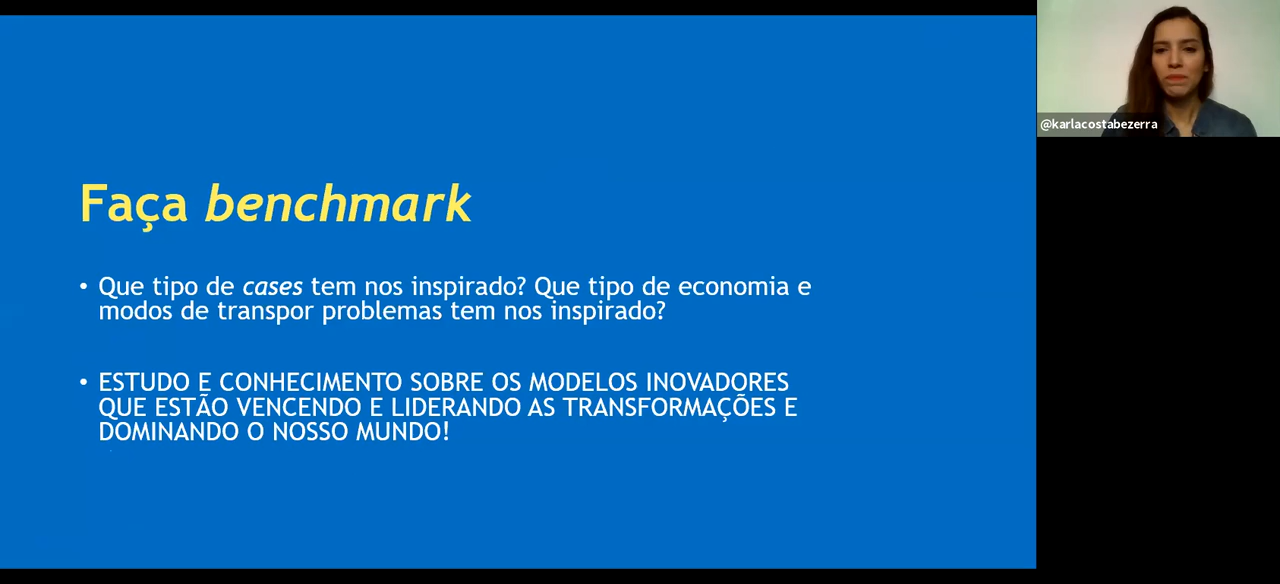 Faça benchmark
• Que tipo de cases tem nos inspirado? Que tipo de economia e
modos de transpor problemas tem nos inspirado?
• ESTUDO E CONHECIMENTO SOBRE OS MODELOS INOVADORES
QUE ESTÃO VENCENDO E LIDERANDO AS TRANSFORMAÇÕES E
DOMINANDO O NOSSO MUNDO!
@karlacostabezerra